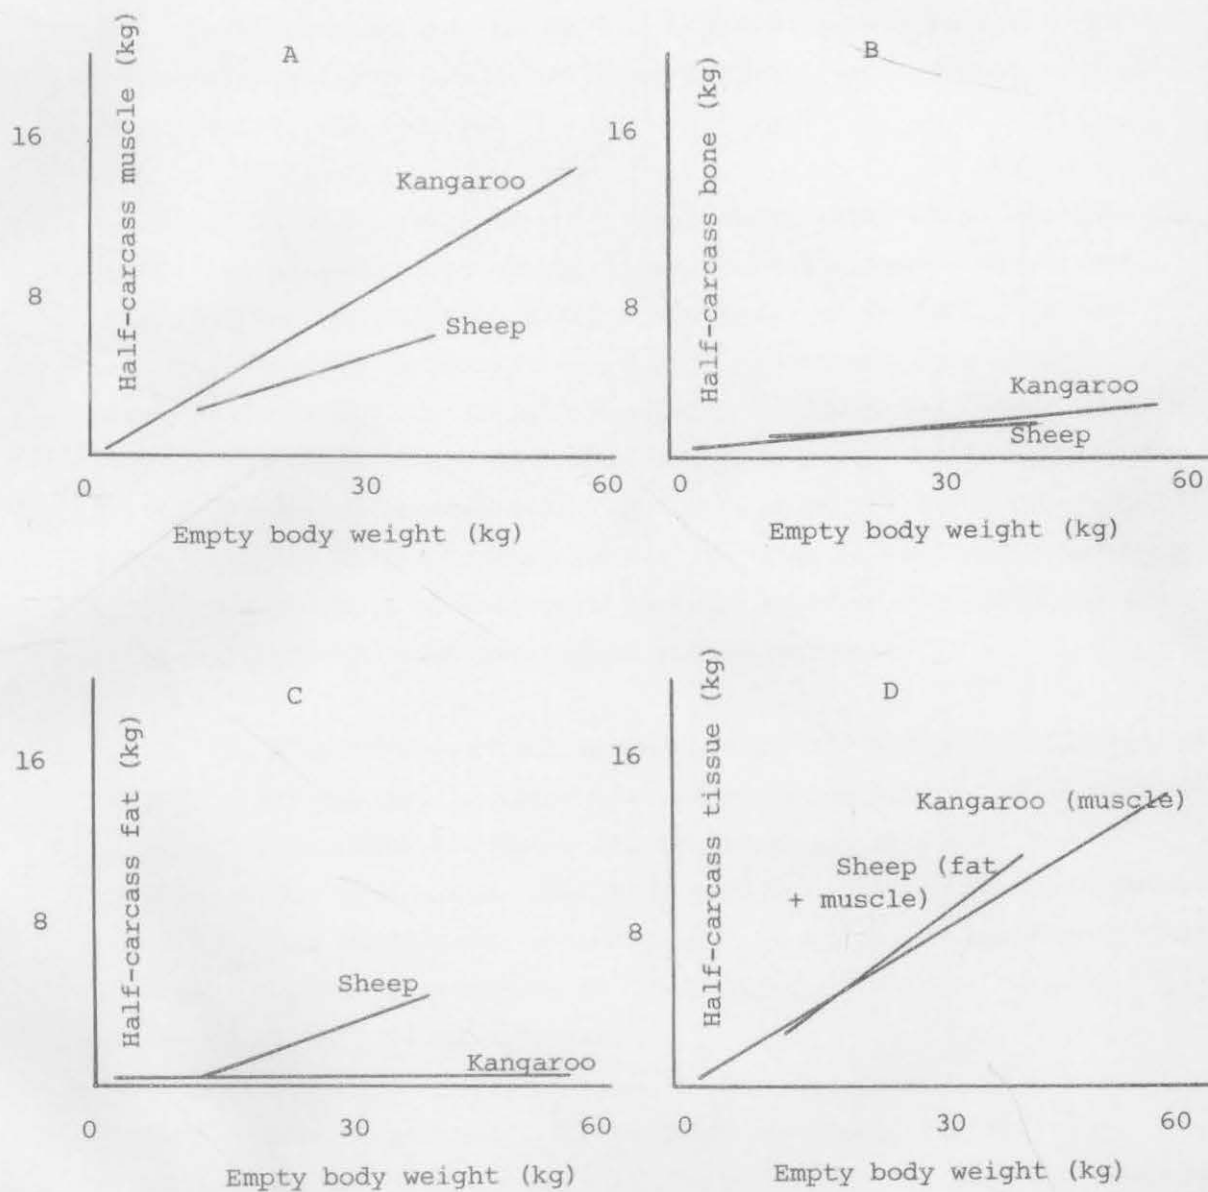 A
Half-carcass muscle (kg)
16
8
Kangaroo
Sheep
0 30 60
Empty body weight (kg)
B
Half-carcass bone (kg)
16
8
Kangaroo
Sheep
0 30 60
Empty body weight (kg)
C
Half-carcass fat (kg)
16
8
Sheep
Kangaroo
0 30 60
Empty body weight (kg)
D
Half-carcass tissue (kg)
16
8
Kangaroo (muscle)
Sheep (fat
+ muscle)
0 30 60
Empty body weight (kg)